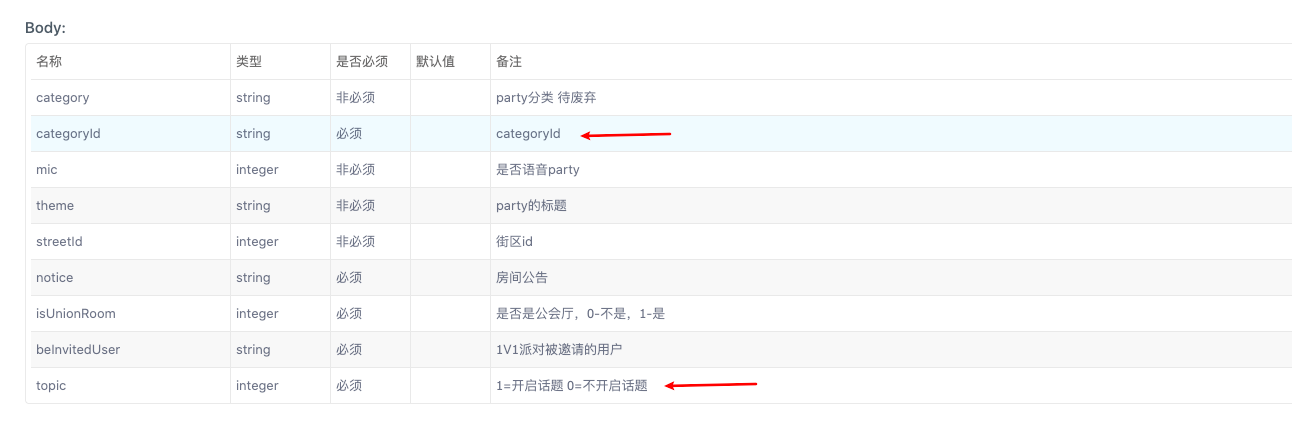 Body:
名称 类型 是否必须 默认值 备注
category string 非必须 party分类 待废弃
categoryId string 必须 categoryId
mic integer 非必须 是否语音party
theme string 非必须 party的标题
streetId integer 非必须 街区id
notice string 必须 房间公告
isUnionRoom integer 必须 是否是公会厅，0-不是，1-是
beInvitedUser string 必须 1V1派对被邀请的用户
topic integer 必须 1=开启话题 0=不开启话题